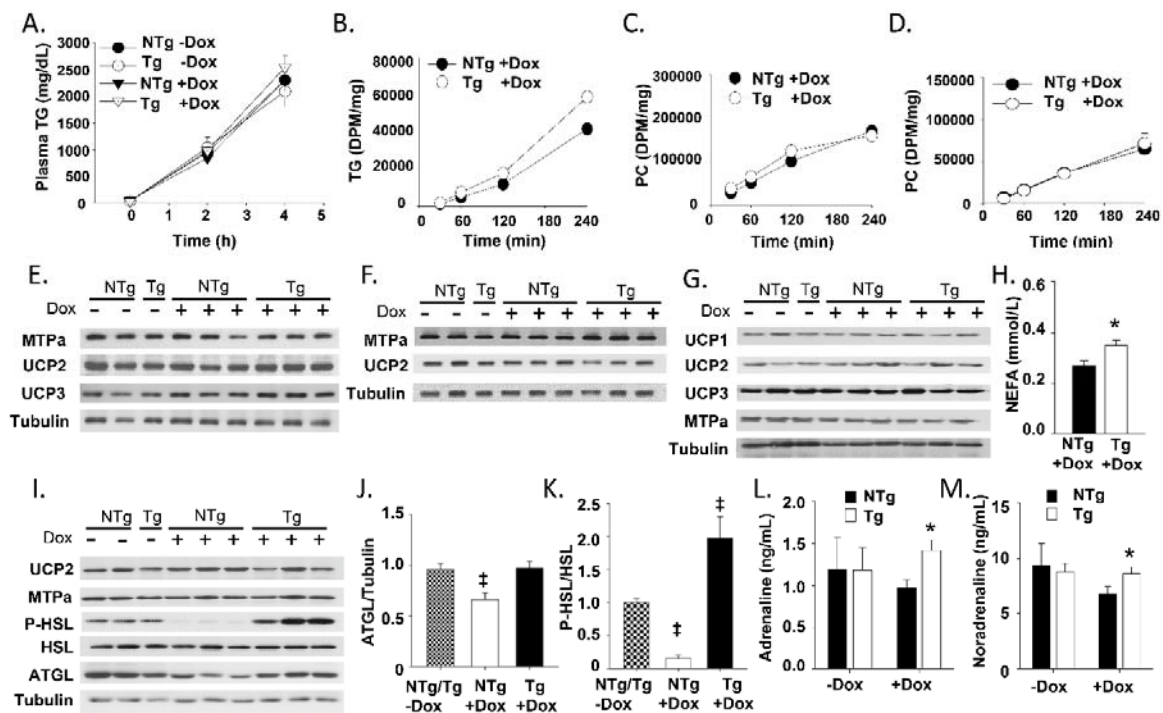 A.
Plasma TG (mg/dL)
3000
2500
2000
1500
1000
500
0
0 1 2 3 4 5
Time (h)
NTg -Dox
Tg -Dox
NTg +Dox
Tg +Dox
B.
TG (DPM/mg)
80000
60000
40000
20000
0
0 60 120 180 240
Time (min)
NTg +Dox
Tg +Dox
C.
PC (DPM/mg)
300000
200000
100000
0
0 60 120 180 240
Time (min)
NTg +Dox
Tg +Dox
D.
PC (DPM/mg)
150000
100000
50000
0
0 60 120 180 240
Time (min)
NTg +Dox
Tg +Dox
E.
NTg Tg NTg Tg
Dox - - - + + + + + +
MTPa
UCP2
UCP3
Tubulin
F.
NTg Tg NTg Tg
Dox - - - + + + + + +
MTPa
UCP2
Tubulin
G.
NTg Tg NTg Tg
Dox - - - + + + + + +
UCP1
UCP2
UCP3
MTPa
Tubulin
H.
NEFA (mmol/L)
0.6
0.4
0.2
0.0
*
NTg Tg
+Dox +Dox
I.
NTg Tg NTg Tg
Dox - - - + + + + + +
UCP2
MTPa
P-HSL
HSL
ATGL
Tubulin
J.
ATGL/Tubulin
1.5
1.0
0.5
0.0
‡
NTg/Tg NTg Tg
-Dox +Dox +Dox
K.
P-HSL/HSL
2.5
2.0
1.5
1.0
0.5
0
‡
‡
NTg/Tg NTg Tg
-Dox +Dox +Dox
L.
Adrenaline (ng/mL)
2.0
1.5
1.0
0.5
0.0
NTg
Tg
*
-Dox +Dox
M.
Noradrenaline (ng/mL)
15
10
5
0
NTg
Tg
*
-Dox +Dox